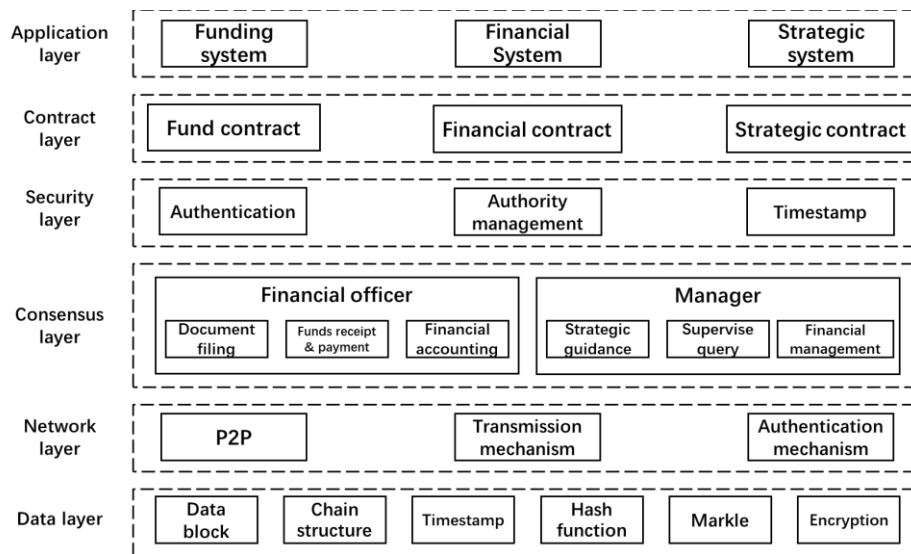 Application
layer
Funding
system
Financial
System
Strategic
system
Contract
layer
Fund contract
Financial contract
Strategic contract
Security
layer
Authentication
Authority
management
Timestamp
Consensus
layer
Financial officer
Document
filing
Funds receipt
& payment
Financial
accounting
Manager
Strategic
guidance
Supervise
query
Financial
management
Network
layer
P2P
Transmission
mechanism
Authentication
mechanism
Data layer
Data
block
Chain
structure
Timestamp
Hash
function
Markle
Encryption